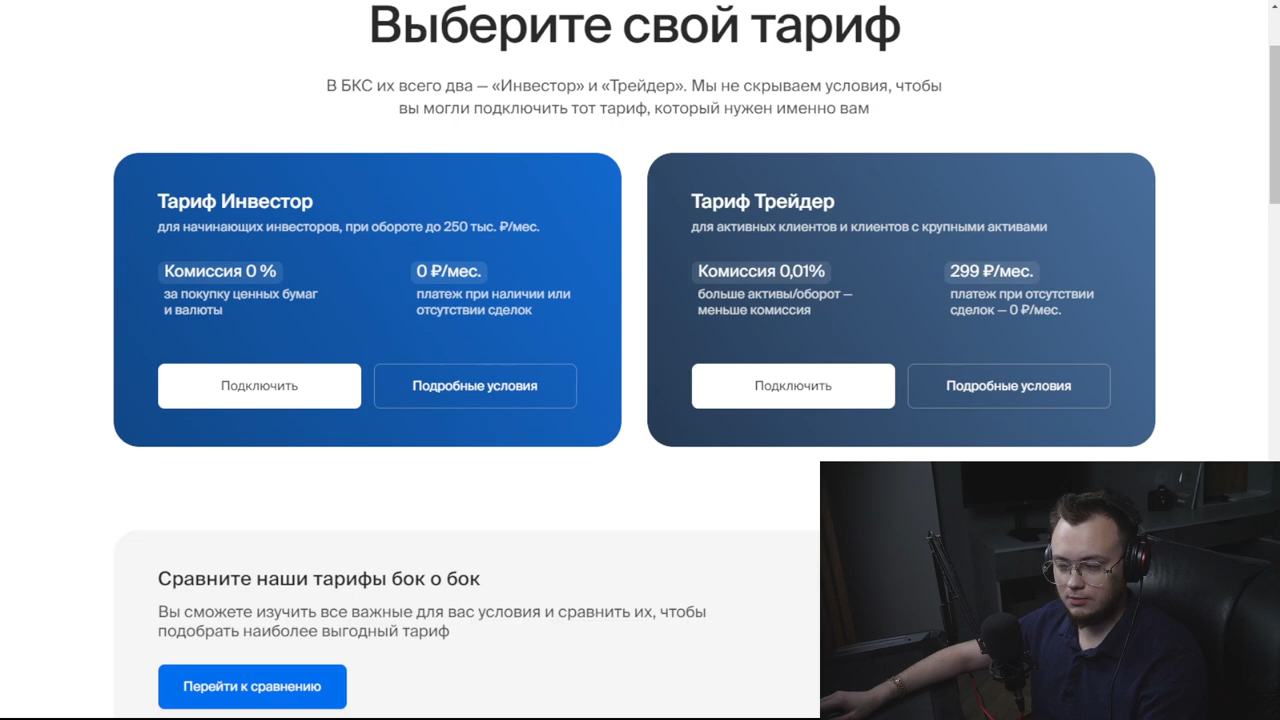 Выберите свой тариф
В БКС их всего два — «Инвестор» и «Трейдер». Мы не скрываем условия, чтобы
вы могли подключить тот тариф, который нужен именно вам
Тариф Инвестор
для начинающих инвесторов, при обороте до 250 тыс. ₽/мес.
Комиссия 0 %
за покупку ценных бумаг
и валюты
0 ₽/мес.
платеж при наличии или
отсутствии сделок
Подключить
Подробные условия
Тариф Трейдер
для активных клиентов и клиентов с крупными активами
Комиссия 0,01%
больше активы/оборот —
меньше комиссия
299 ₽/мес.
платеж при отсутствии
сделок — 0 ₽/мес.
Подключить
Подробные условия
Сравните наши тарифы бок о бок
Вы сможете изучить все важные для вас условия и сравнить их, чтобы
подобрать наиболее выгодный тариф
Перейти к сравнению